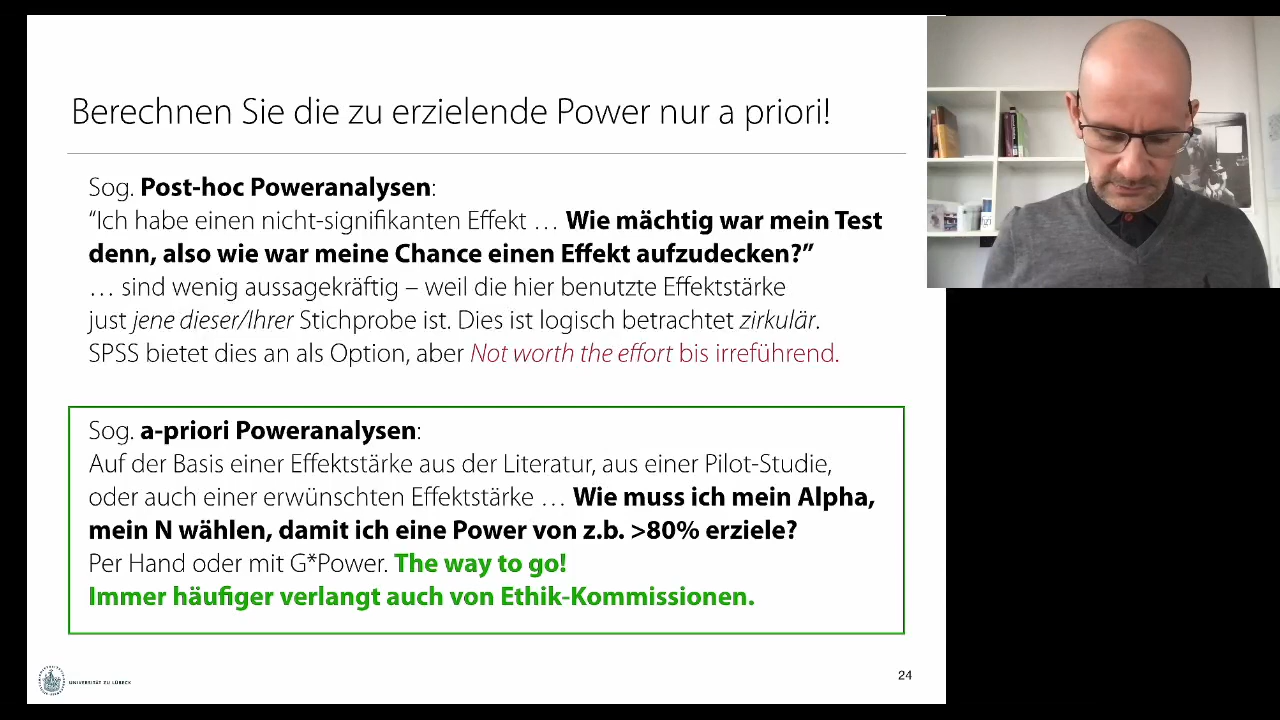 Berechnen Sie die zu erzielende Power nur a priori!
Sog. Post-hoc Poweranalysen:
“Ich habe einen nicht-signifikanten Effekt … Wie mächtig war mein Test
denn, also wie war meine Chance einen Effekt aufzudecken?”
… sind wenig aussagekräftig – weil die hier benutzte Effektstärke
just jene dieser/Ihrer Stichprobe ist. Dies ist logisch betrachtet zirkulär.
SPSS bietet dies an als Option, aber Not worth the effort bis irreführend.
Sog. a-priori Poweranalysen:
Auf der Basis einer Effektstärke aus der Literatur, aus einer Pilot-Studie,
oder auch einer erwünschten Effektstärke … Wie muss ich mein Alpha,
mein N wählen, damit ich eine Power von z.b. >80% erziele?
Per Hand oder mit G*Power. The way to go!
Immer häufiger verlangt auch von Ethik-Kommissionen.
UNIVERSITÄT ZU LÜBECK
24